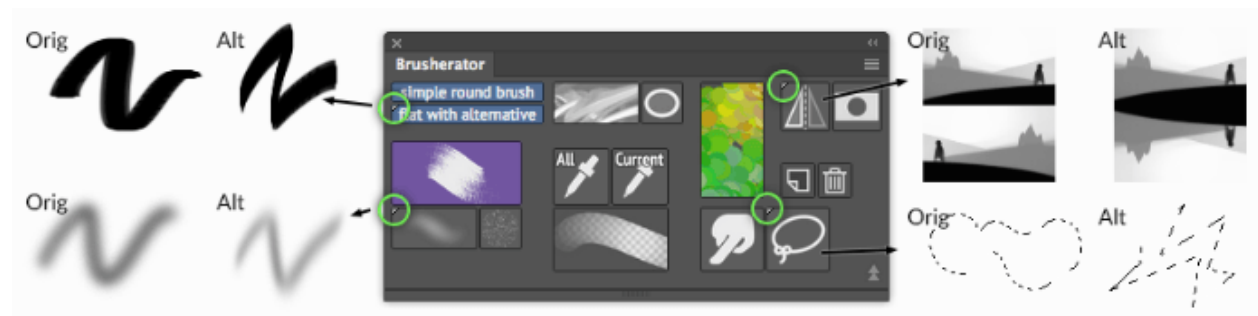 Orig
Alt
Brusherator
simple round brush
flat with alternative
All
Current
Orig
Alt
Orig
Alt
Orig
Alt